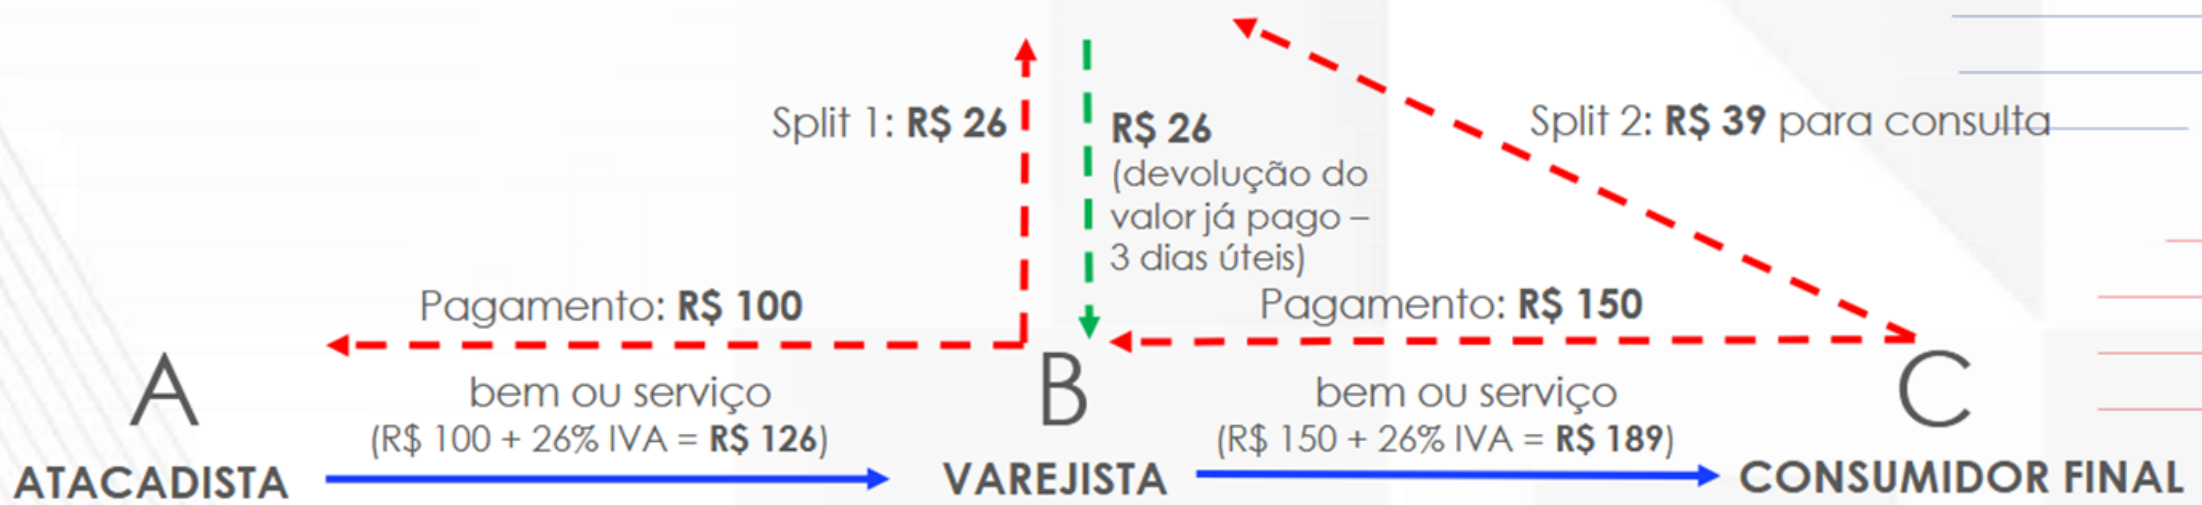 Split 1: R$ 26
R$ 26
(devolução do
valor já pago –
3 dias úteis)
Split 2: R$ 39 para consulta
Pagamento: R$ 100
Pagamento: R$ 150
A
bem ou serviço
(R$ 100 + 26% IVA = R$ 126)
B
bem ou serviço
(R$ 150 + 26% IVA = R$ 189)
C
ATACADISTA
VAREJISTA
CONSUMIDOR FINAL